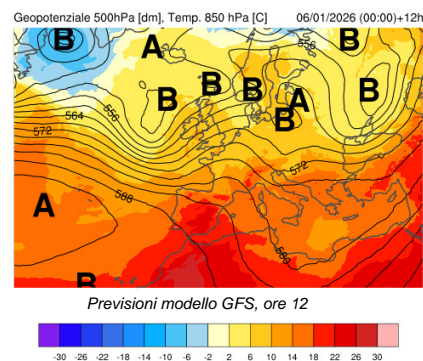 Geopotenziale 500hPa [dm], Temp. 850 hPa [C] 06/01/2026 (00:00)+12h
B A B 556
B B B A B B
564 556
572 572
A 588
580
B
Previsioni modello GFS, ore 12
-30 -26 -22 -18 -14 -10 -6 -2 2 6 10 14 18 22 26 30